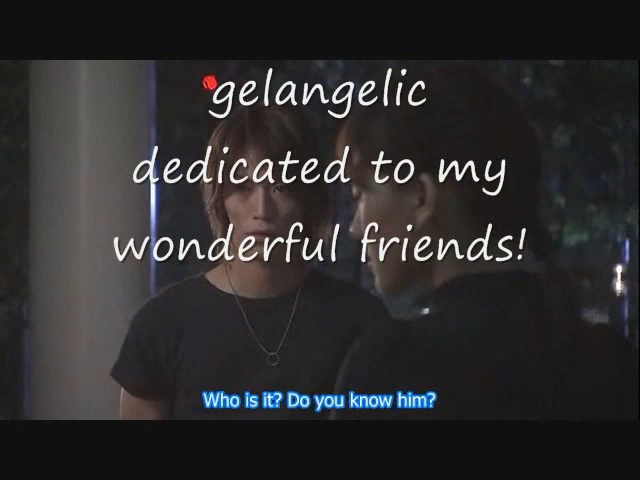 gelangelic
dedicated to my
wonderful friends!
Who is it? Do you know him?